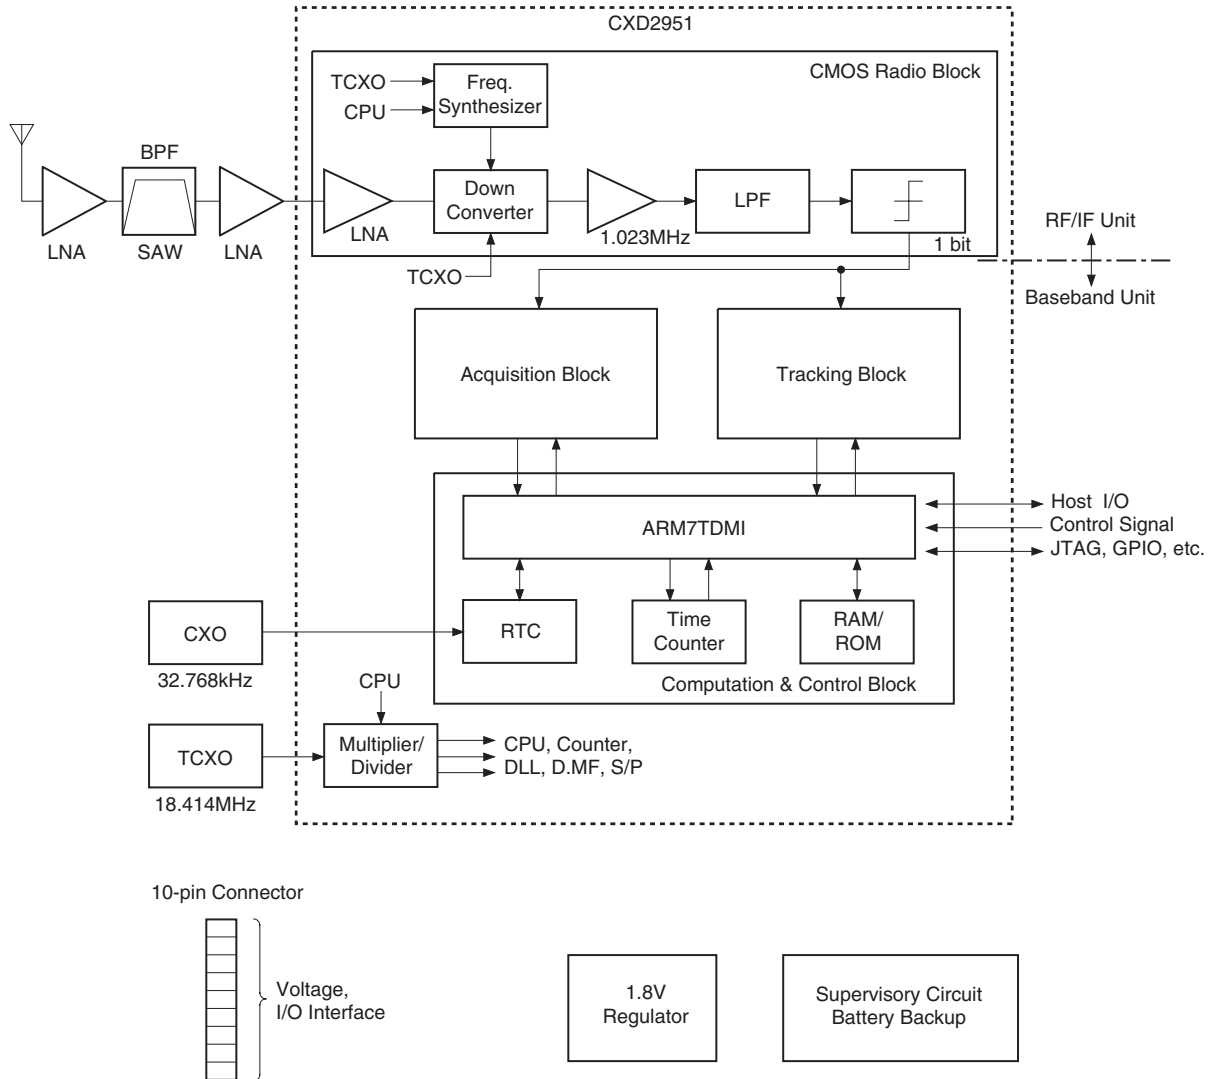 CXD2951
CMOS Radio Block
TCXO
CPU
Freq.
Synthesizer
BPF
LNA
SAW
LNA
LNA
Down
Converter
1.023MHz
LPF
1 bit
TCXO
RF/IF Unit
Baseband Unit
Acquisition Block
Tracking Block
ARM7TDMI
Host I/O
Control Signal
JTAG, GPIO, etc.
CXO
32.768kHz
RTC
Time
Counter
RAM/
ROM
Computation & Control Block
CPU
TCXO
18.414MHz
Multiplier/
Divider
CPU, Counter,
DLL, D.MF, S/P
10-pin Connector
Voltage,
I/O Interface
1.8V
Regulator
Supervisory Circuit
Battery Backup